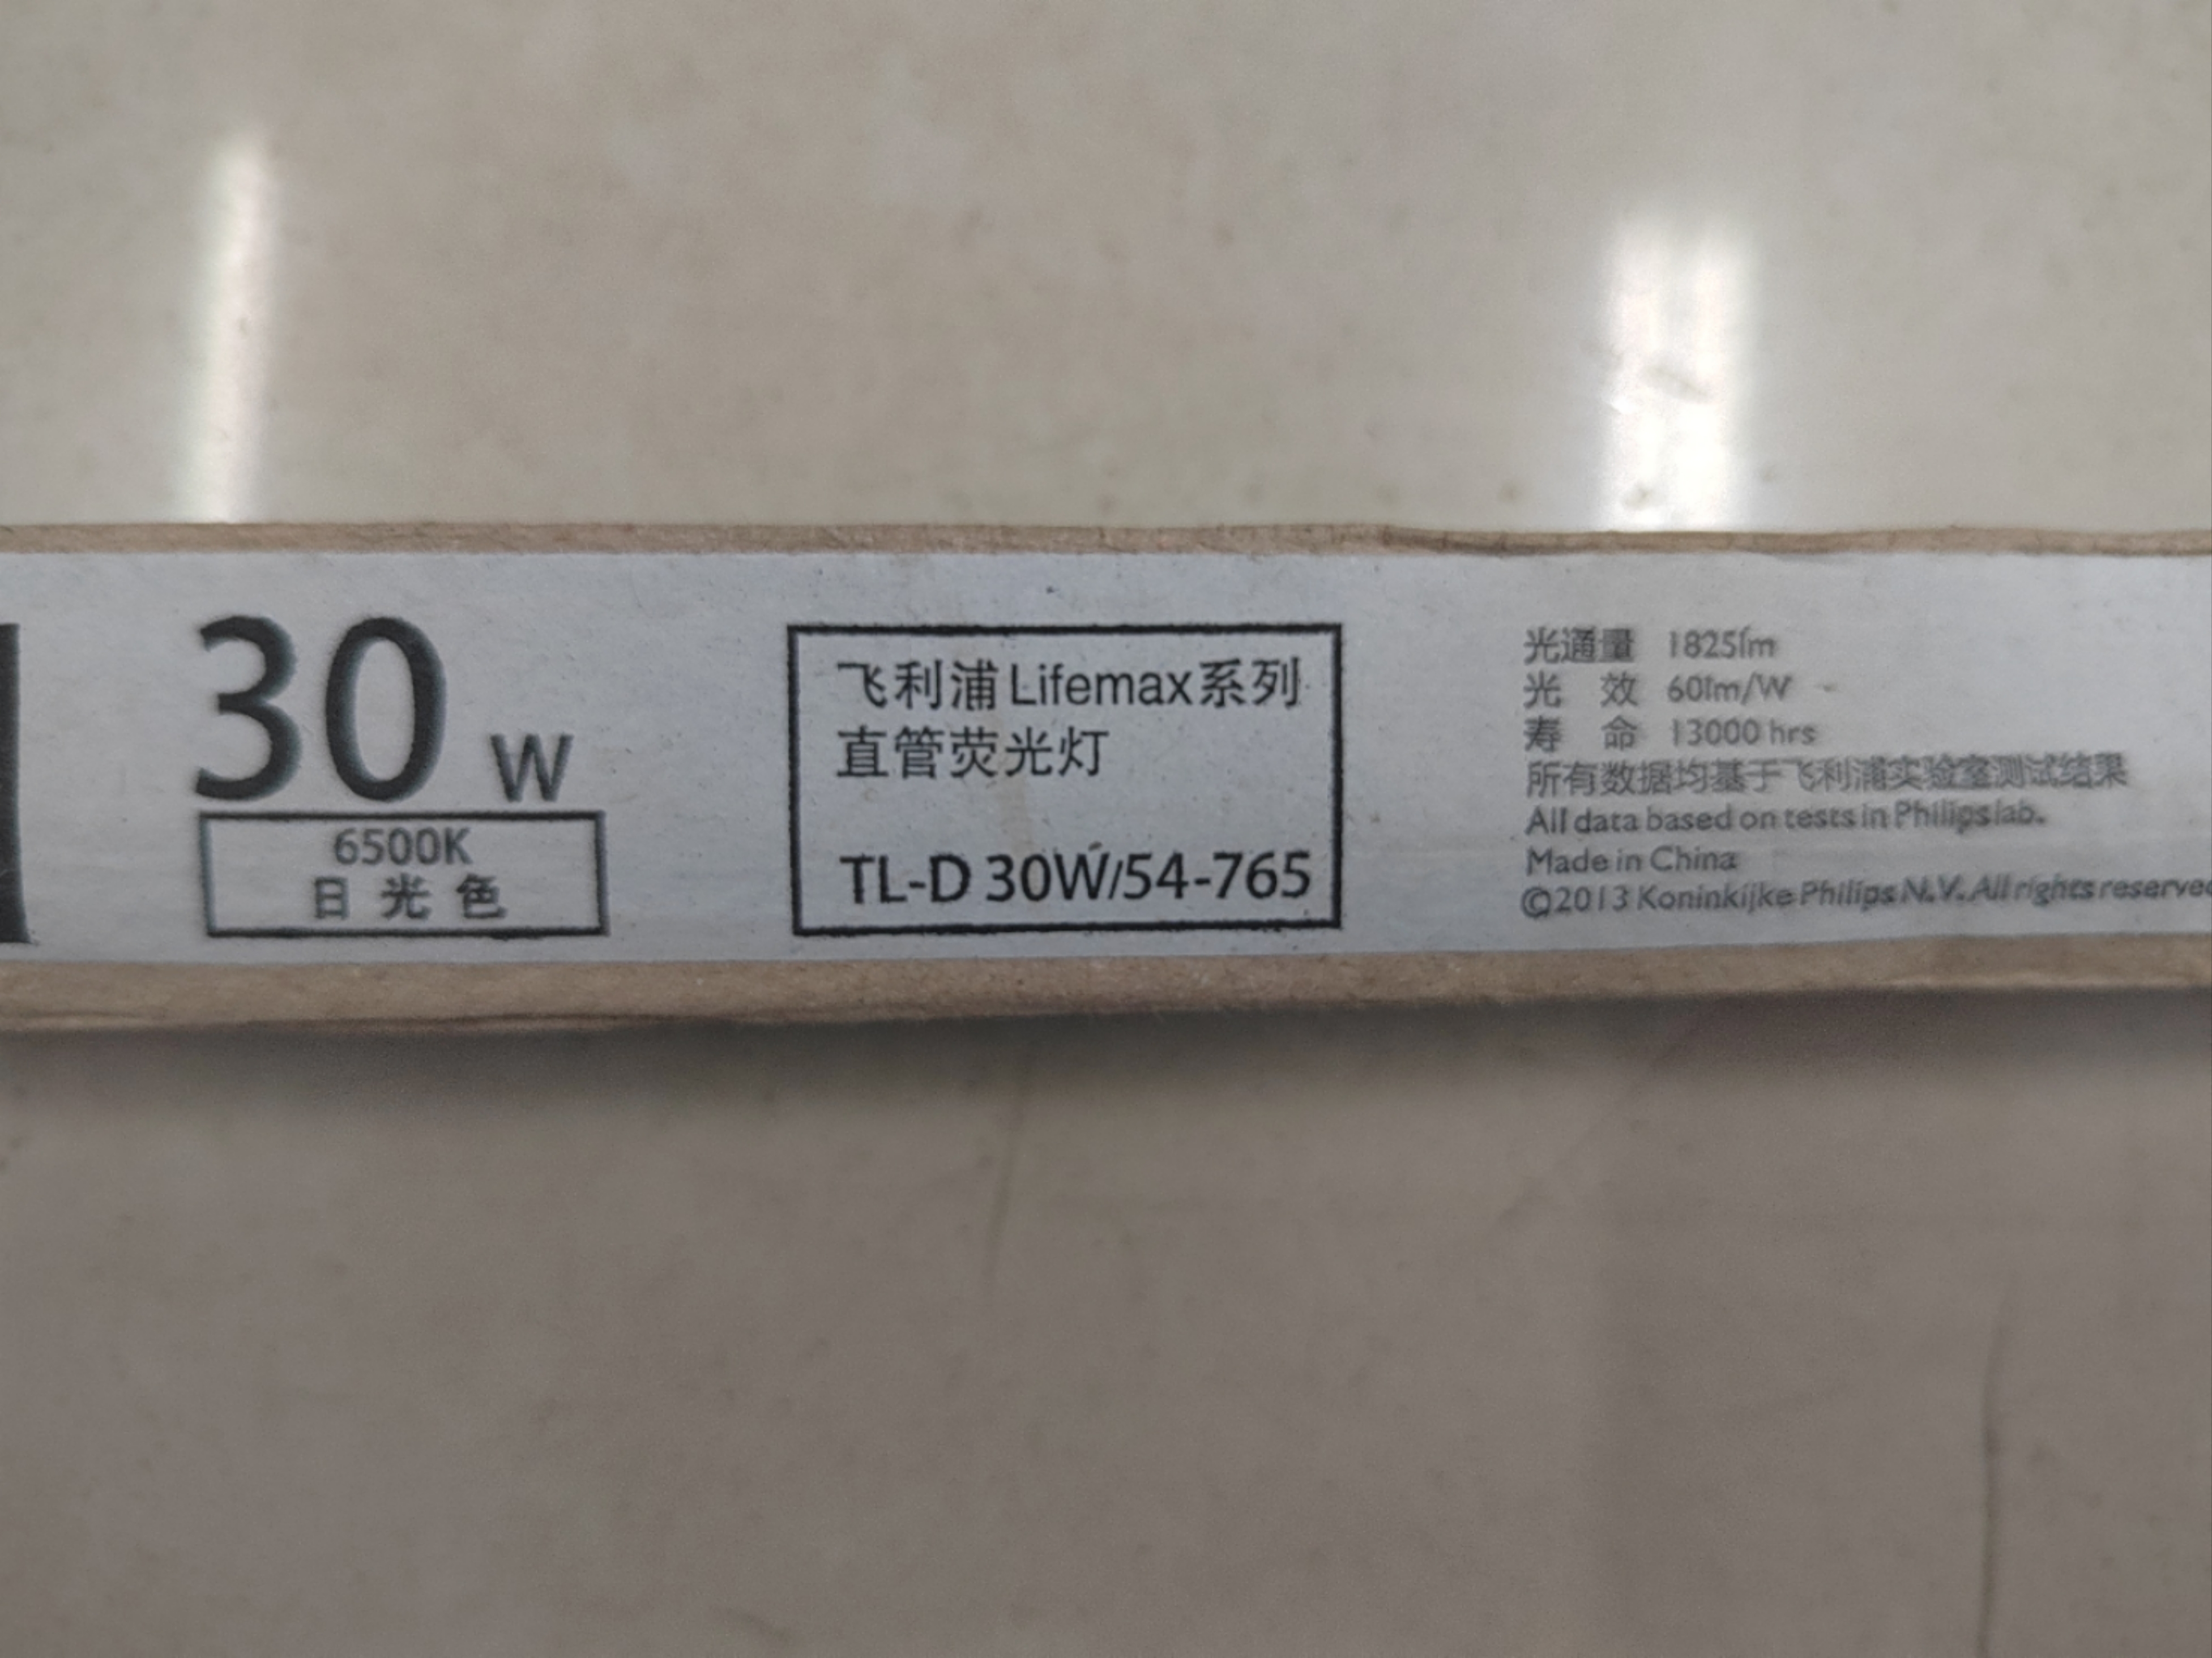 30 W
6500K
日光色
飞利浦Lifemax系列
直管荧光灯
TL-D 30W/54-765
光通量 1825lm
光 效 60lm/W
寿 命 13000 hrs
所有数据均基于飞利浦实验室测试结果
All data based on tests in Philips lab.
Made in China
©2013 Koninkijke Philips N.V. All rights reserved